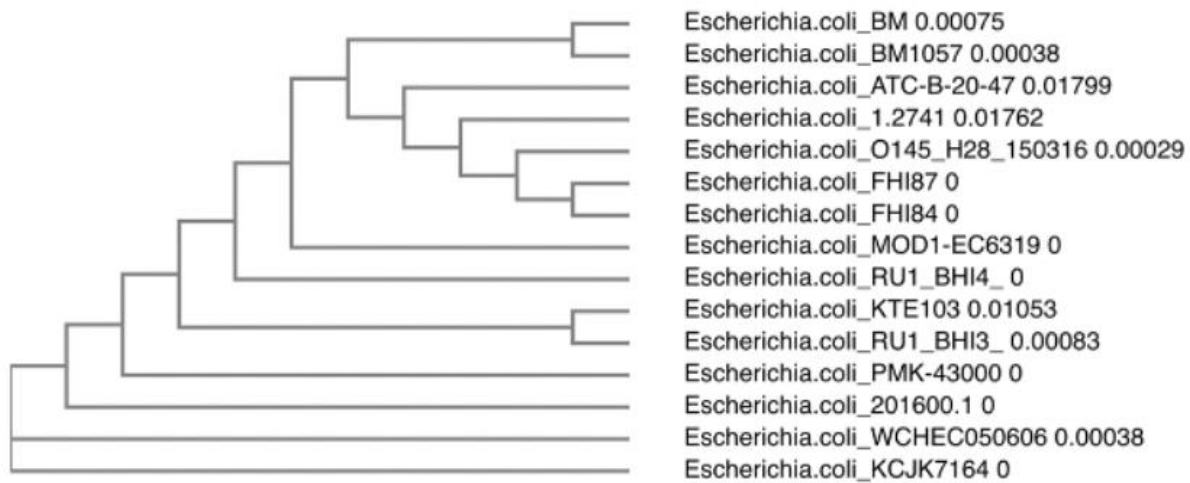 Escherichia.coli_BM 0.00075
Escherichia.coli_BM1057 0.00038
Escherichia.coli_ATC-B-20-47 0.01799
Escherichia.coli_1.2741 0.01762
Escherichia.coli_O145_H28_150316 0.00029
Escherichia.coli_FHI87 0
Escherichia.coli_FHI84 0
Escherichia.coli_MOD1-EC6319 0
Escherichia.coli_RU1_BHI4_ 0
Escherichia.coli_KTE103 0.01053
Escherichia.coli_RU1_BHI3_ 0.00083
Escherichia.coli_PMK-43000 0
Escherichia.coli_201600.1 0
Escherichia.coli_WCHEC050606 0.00038
Escherichia.coli_KCJK7164 0